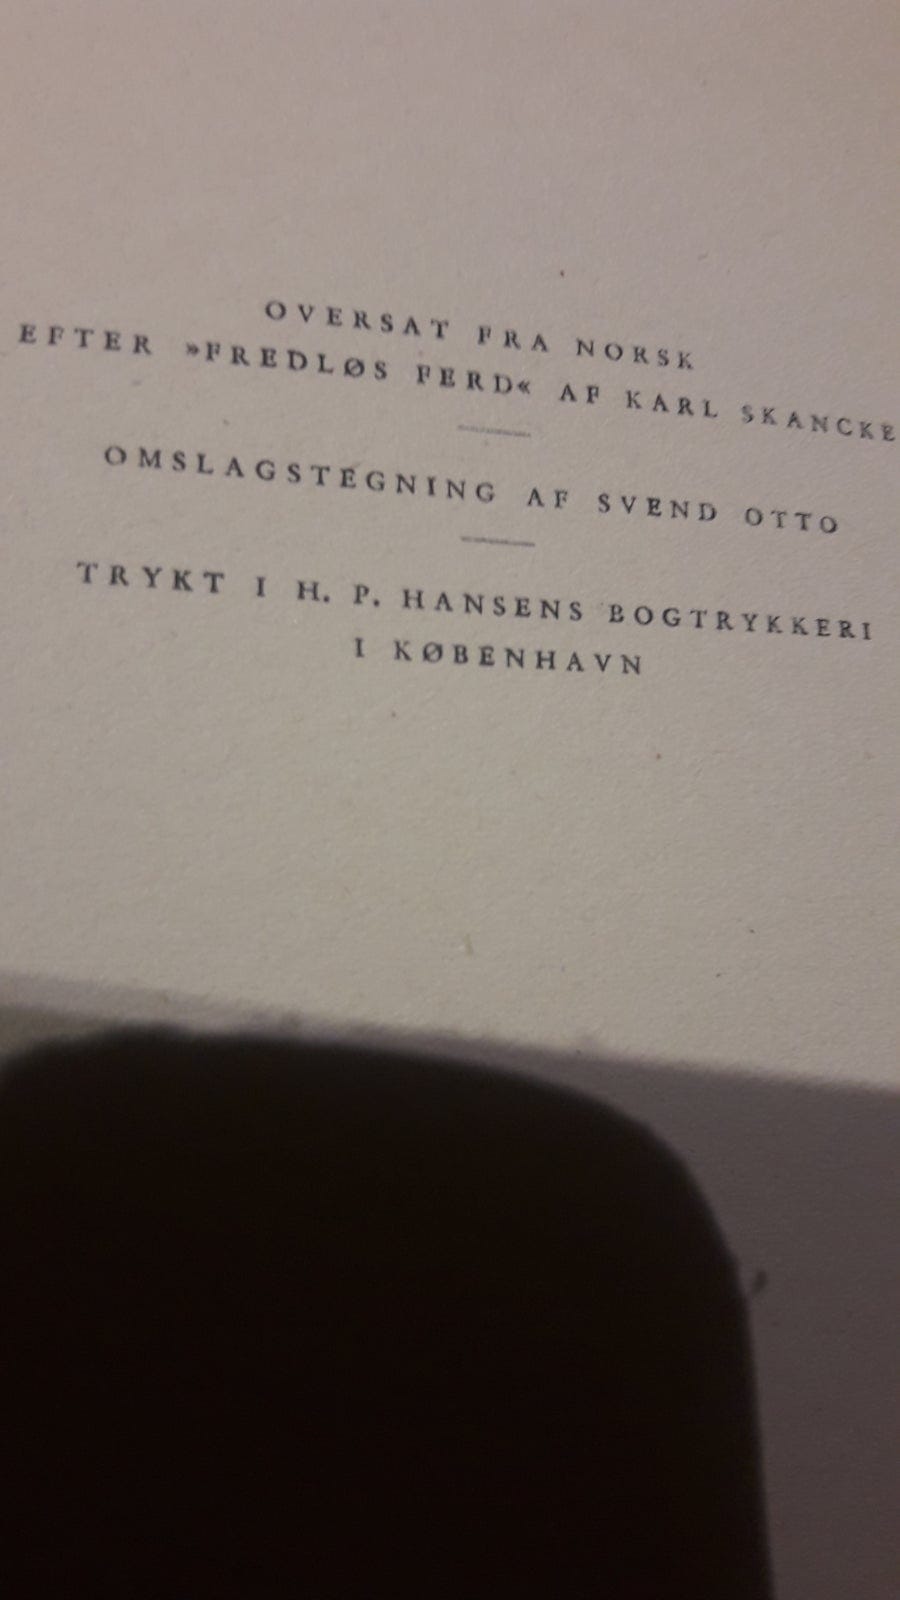 OVERSAT FRA NORSK
EFTER »FREDLØS FERD« AF KARL SKANCKE
OMSLAGSTEGNING AF SVEND OTTO
TRYKT I H. P. HANSENS BOGTRYKKERI
I KØBENHAVN